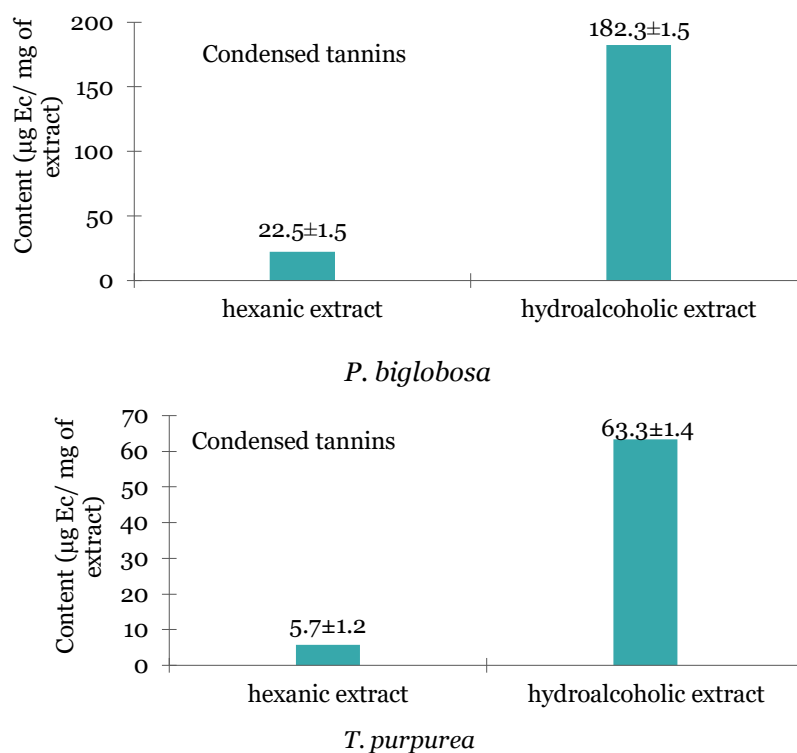 Content (µg Ec/ mg of
extract)
200
150
100
50
0
Condensed tannins
22.5±1.5
182.3±1.5
hexanic extract
hydroalcoholic extract
P. biglobosa
Content (µg Ec/ mg of
extract)
70
60
50
40
30
20
10
0
Condensed tannins
5.7±1.2
63.3±1.4
hexanic extract
hydroalcoholic extract
T. purpurea